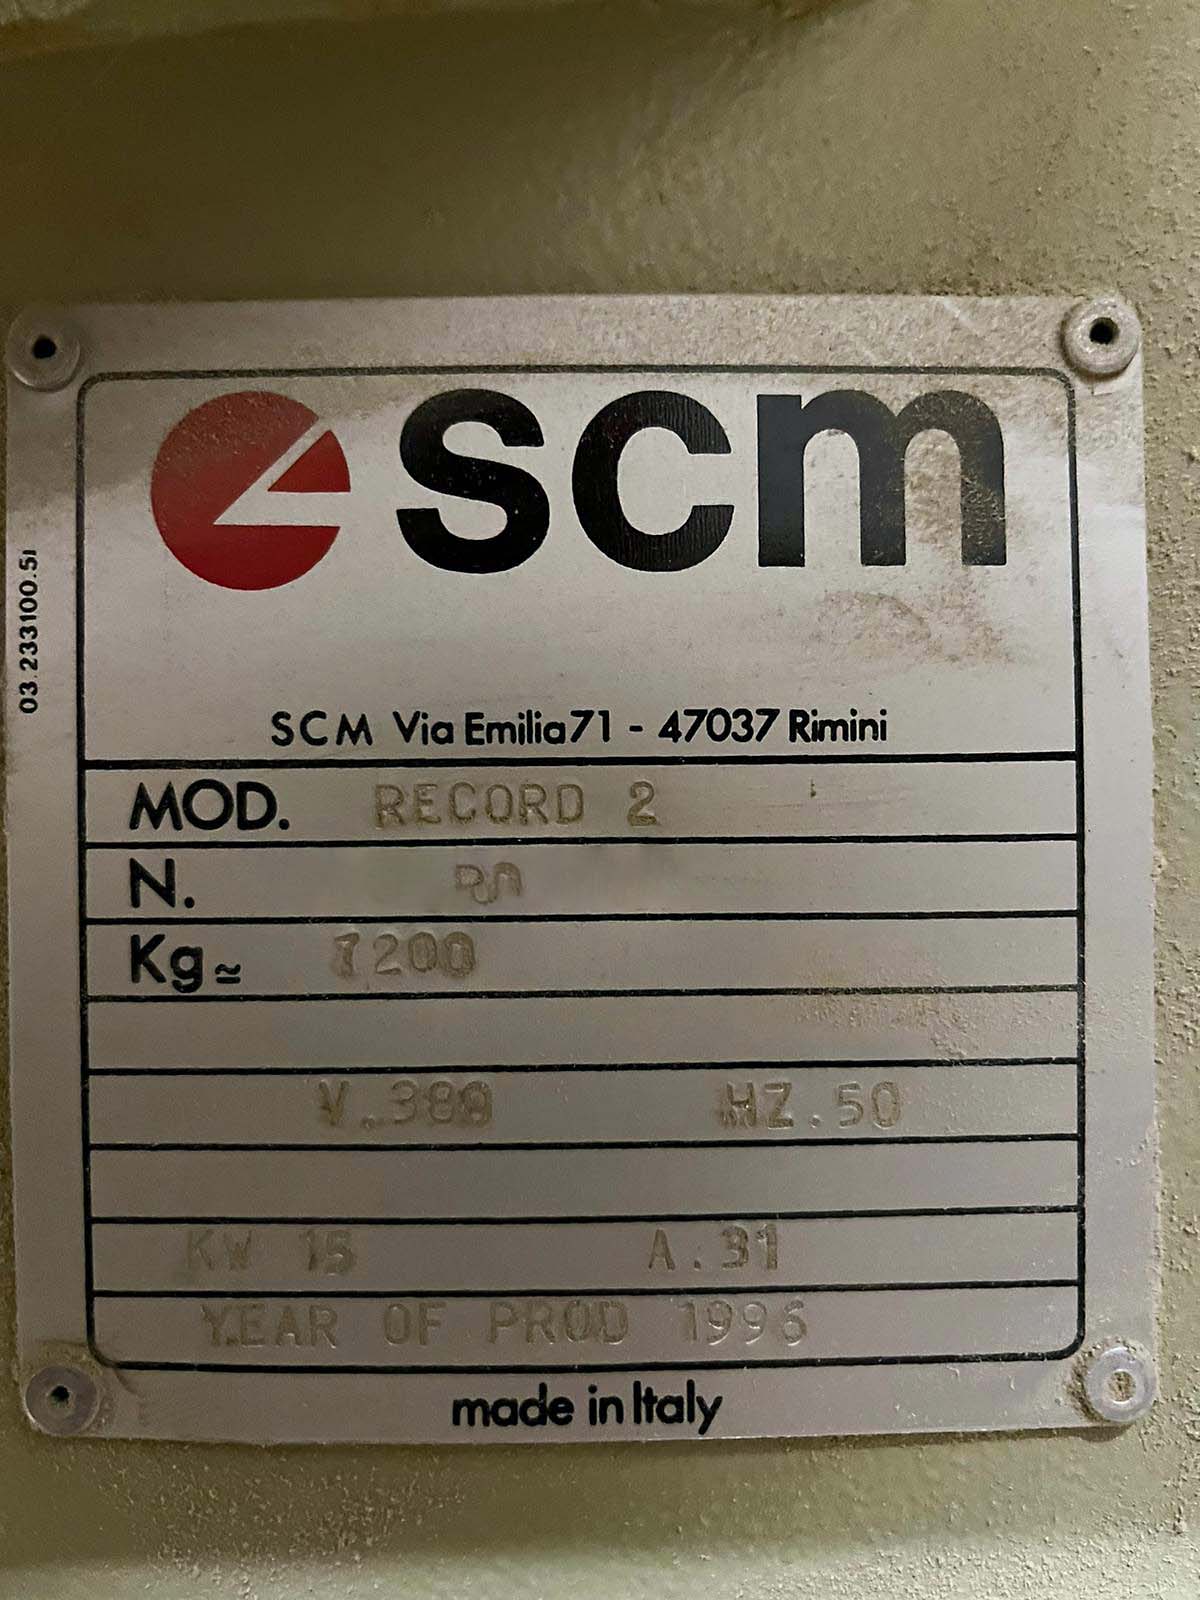 scm
SCM Via Emilia 71 - 47037 Rimini
03.233100.5I
MOD. RECORD 2
N.
Kg≃ 1200
V.380 HZ.50
KW 15 A.31
YEAR OF PROD 1996
made in Italy